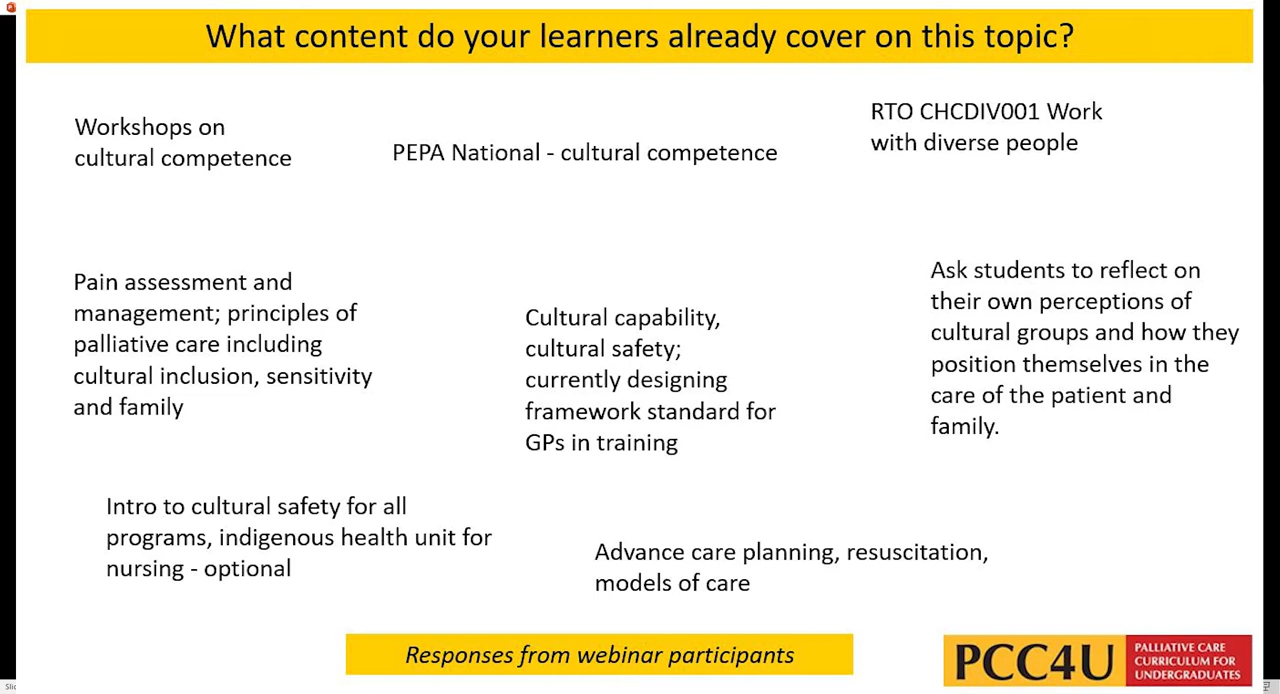 What content do your learners already cover on this topic?
Workshops on
cultural competence
PEPA National - cultural competence
RTO CHCDIV001 Work
with diverse people
Pain assessment and
management; principles of
palliative care including
cultural inclusion, sensitivity
and family
Cultural capability,
cultural safety;
currently designing
framework standard for
GPs in training
Ask students to reflect on
their own perceptions of
cultural groups and how they
position themselves in the
care of the patient and
family.
Intro to cultural safety for all
programs, indigenous health unit for
nursing - optional
Advance care planning, resuscitation,
models of care
Responses from webinar participants
PCC4U
PALLIATIVE CARE
CURRICULUM FOR
UNDERGRADUATES